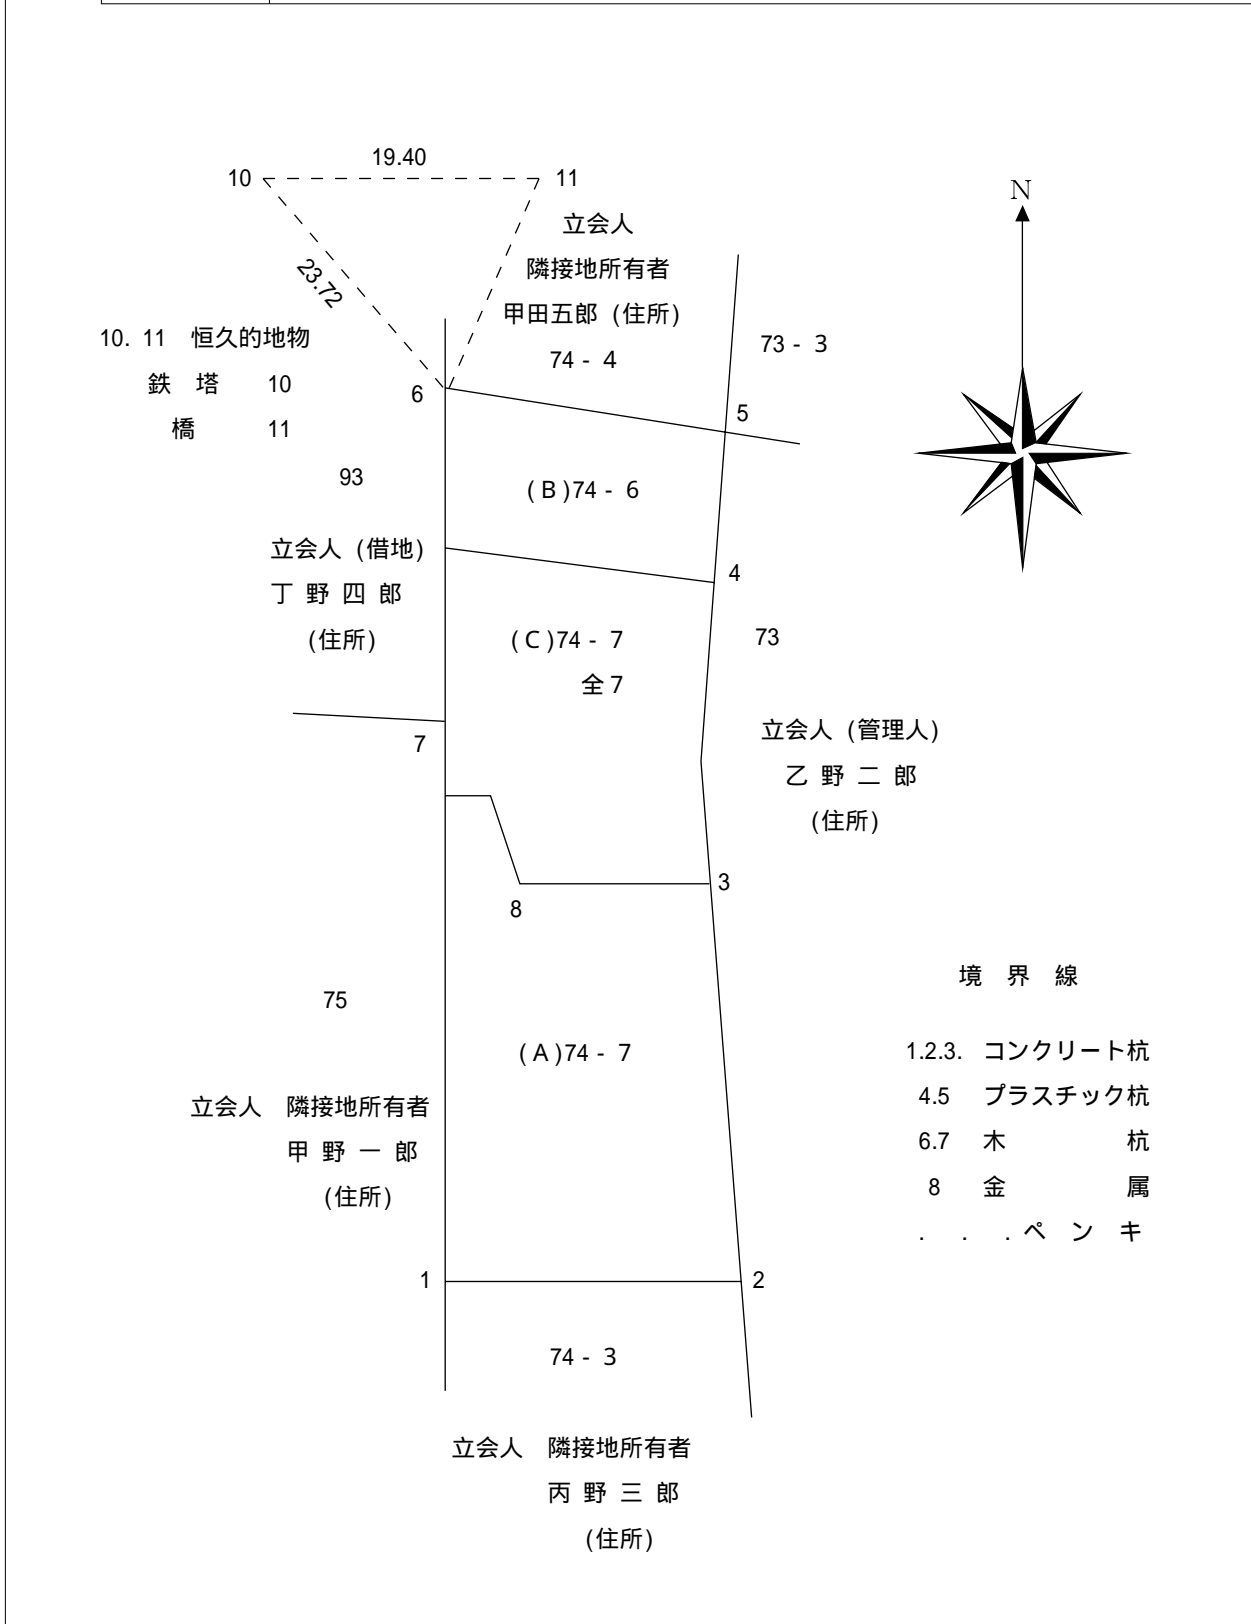 19.40
10
11
立会人
隣接地所有者
甲田五郎 (住所)
74 - 4
23.72
N
10. 11 恒久的地物
鉄 塔 10
橋 11
73 - 3
6
5
93
(B)74 - 6
立会人 (借地)
丁 野 四 郎
(住所)
4
(C)74 - 7
全7
73
7
立会人 (管理人)
乙 野 二 郎
(住所)
3
8
75
(A)74 - 7
立会人 隣接地所有者
甲 野 一 郎
(住所)
境 界 線
1.2.3. コンクリート杭
4.5 プラスチック杭
6.7 木 杭
8 金 属
. . . ペ ン キ
1
2
74 - 3
立会人 隣接地所有者
丙 野 三 郎
(住所)